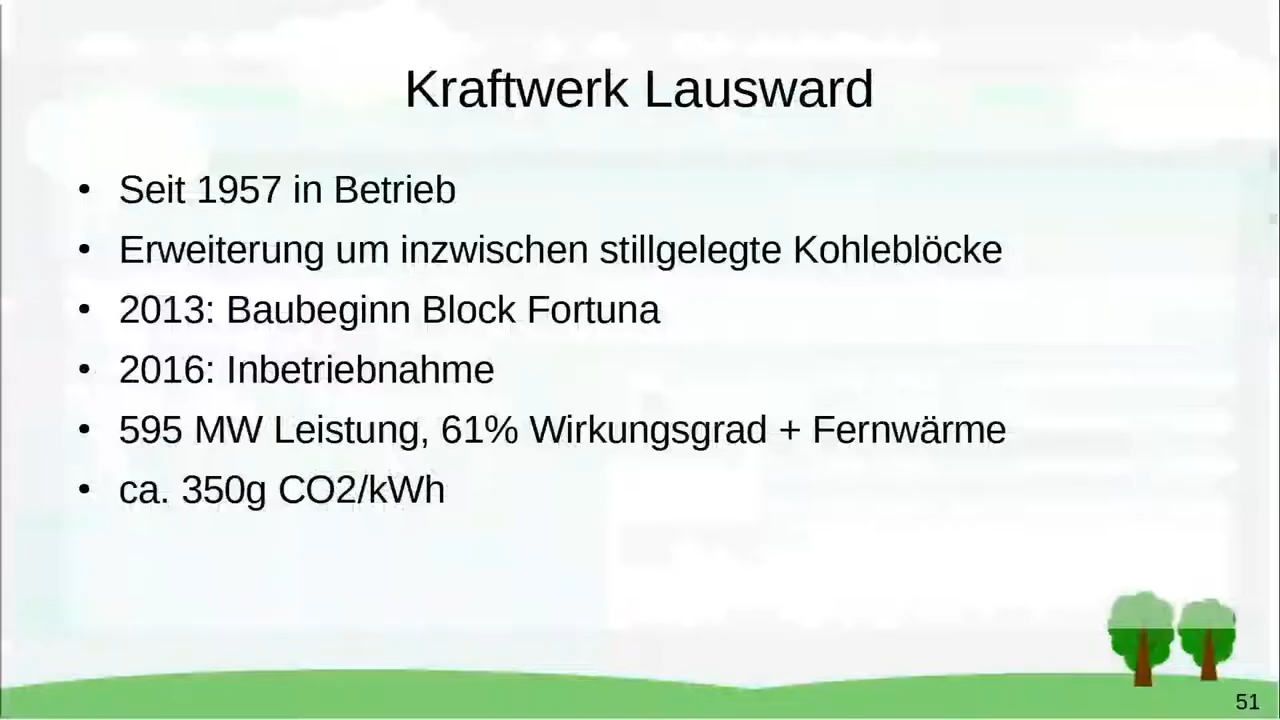 Kraftwerk Lausward
• Seit 1957 in Betrieb
• Erweiterung um inzwischen stillgelegte Kohleblöcke
• 2013: Baubeginn Block Fortuna
• 2016: Inbetriebnahme
• 595 MW Leistung, 61% Wirkungsgrad + Fernwärme
• ca. 350g CO2/kWh
51